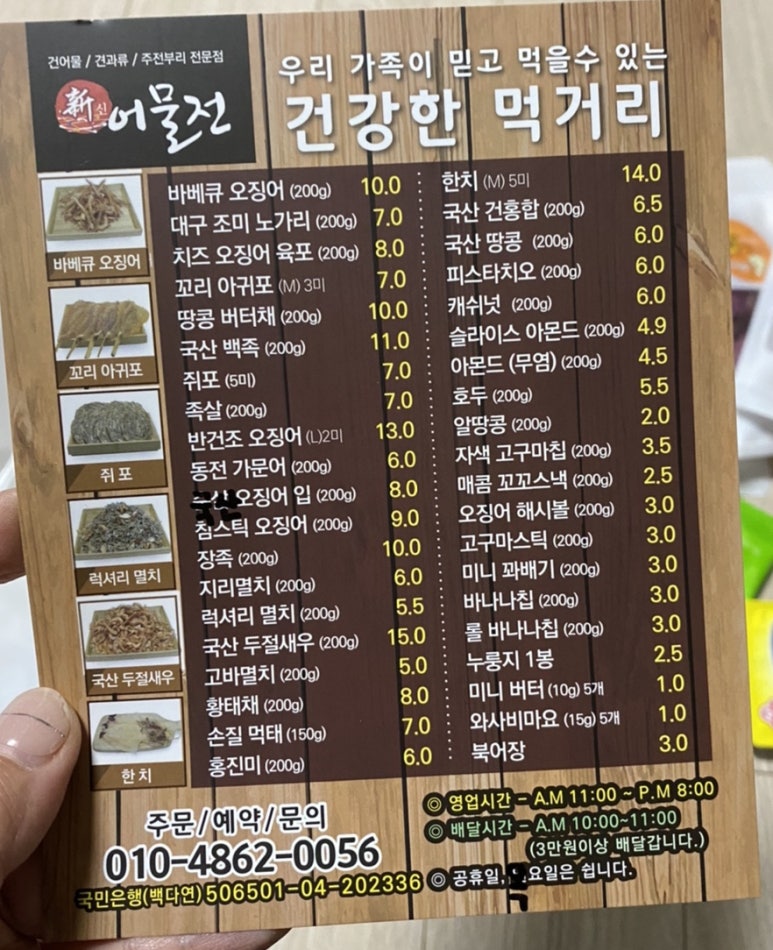 건어물 / 견과류 / 주전부리 전문점
新 신 어물전
우리 가족이 믿고 먹을수 있는
건강한 먹거리
바베큐 오징어
꼬리 아귀포
쥐 포
럭셔리 멸치
국산 두절새우
한 치
바베큐 오징어 (200g) 10.0
대구 조미 노가리 (200g) 7.0
치즈 오징어 육포 (200g) 8.0
꼬리 아귀포 (M) 3미 7.0
땅콩 버터채 (200g) 10.0
국산 백족 (200g) 11.0
쥐포 (5미) 7.0
족살 (200g) 7.0
반건조 오징어 (L)2미 13.0
동전 가문어 (200g) 6.0
국산 오징어 입 (200g) 8.0
참스틱 오징어 (200g) 9.0
장족 (200g) 10.0
지리멸치 (200g) 6.0
럭셔리 멸치 (200g) 5.5
국산 두절새우 (200g) 15.0
고바멸치 (200g) 5.0
황태채 (200g) 8.0
손질 먹태 (150g) 7.0
홍진미 (200g) 6.0
한치 (M) 5미 14.0
국산 건홍합 (200g) 6.5
국산 땅콩 (200g) 6.0
피스타치오 (200g) 6.0
캐쉬넛 (200g) 6.0
슬라이스 아몬드 (200g) 4.9
아몬드 (무염) (200g) 4.5
호두 (200g) 5.5
알땅콩 (200g) 2.0
자색 고구마칩 (200g) 3.5
매콤 꼬꼬스낵 (200g) 2.5
오징어 해시볼 (200g) 3.0
고구마스틱 (200g) 3.0
미니 꽈배기 (200g) 3.0
바나나칩 (200g) 3.0
롤 바나나칩 (200g) 3.0
누룽지 1봉 2.5
미니 버터 (10g) 5개 1.0
와사비마요 (15g) 5개 1.0
북어장 3.0
주문/예약/문의
010-4862-0056
국민은행(백다연) 506501-04-202336
◎ 영업시간 - A.M 11:00 ~ P.M 8:00
◎ 배달시간 - A.M 10:00~11:00
(3만원이상 배달갑니다.)
◎ 공휴일, 요일은 쉽니다.